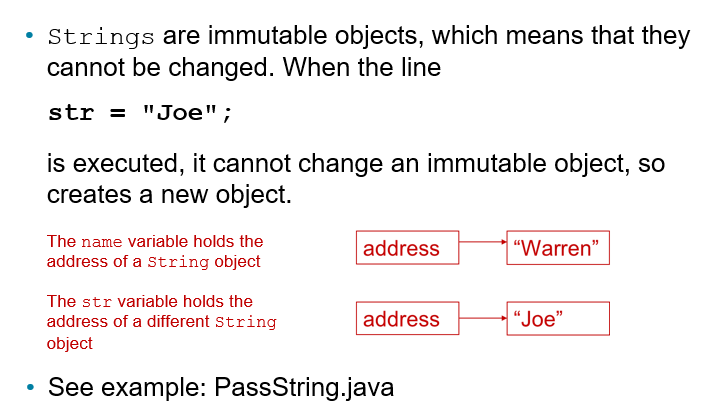 • Strings are immutable objects, which means that they
cannot be changed. When the line
str = "Joe";
is executed, it cannot change an immutable object, so
creates a new object.
The name variable holds the
address of a String object
address
“Warren”
The str variable holds the
address of a different String
object
address
“Joe”
• See example: PassString.java